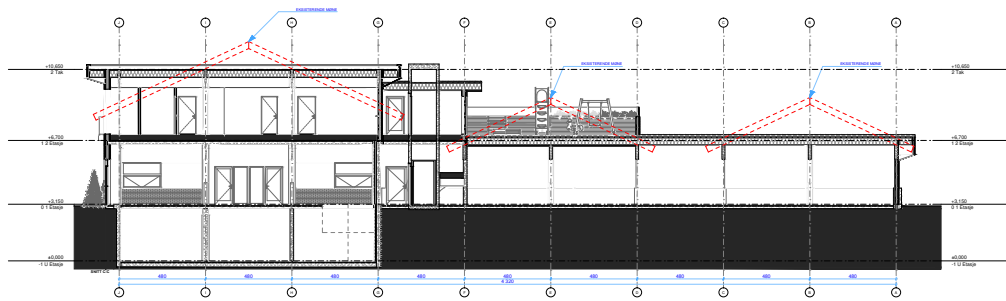 EKSISTERENDE MØNE
J I H G F E D C B A
EKSISTERENDE MØNE
EKSISTERENDE MØNE
+10,650
2 Tak
+10,650
2 Tak
+6,700
1 2 Etasje
+6,700
1 2 Etasje
+3,150
0 1 Etasje
+3,150
0 1 Etasje
±0,000
-1 U Etasje
±0,000
-1 U Etasje
SNITT C-C
480 480 480 480 480 480 480 480 480
4 320
J I H G F E D C B A